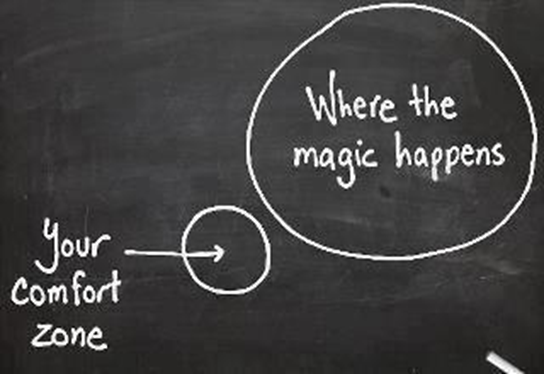 Where the
magic happens
Your
comfort
zone